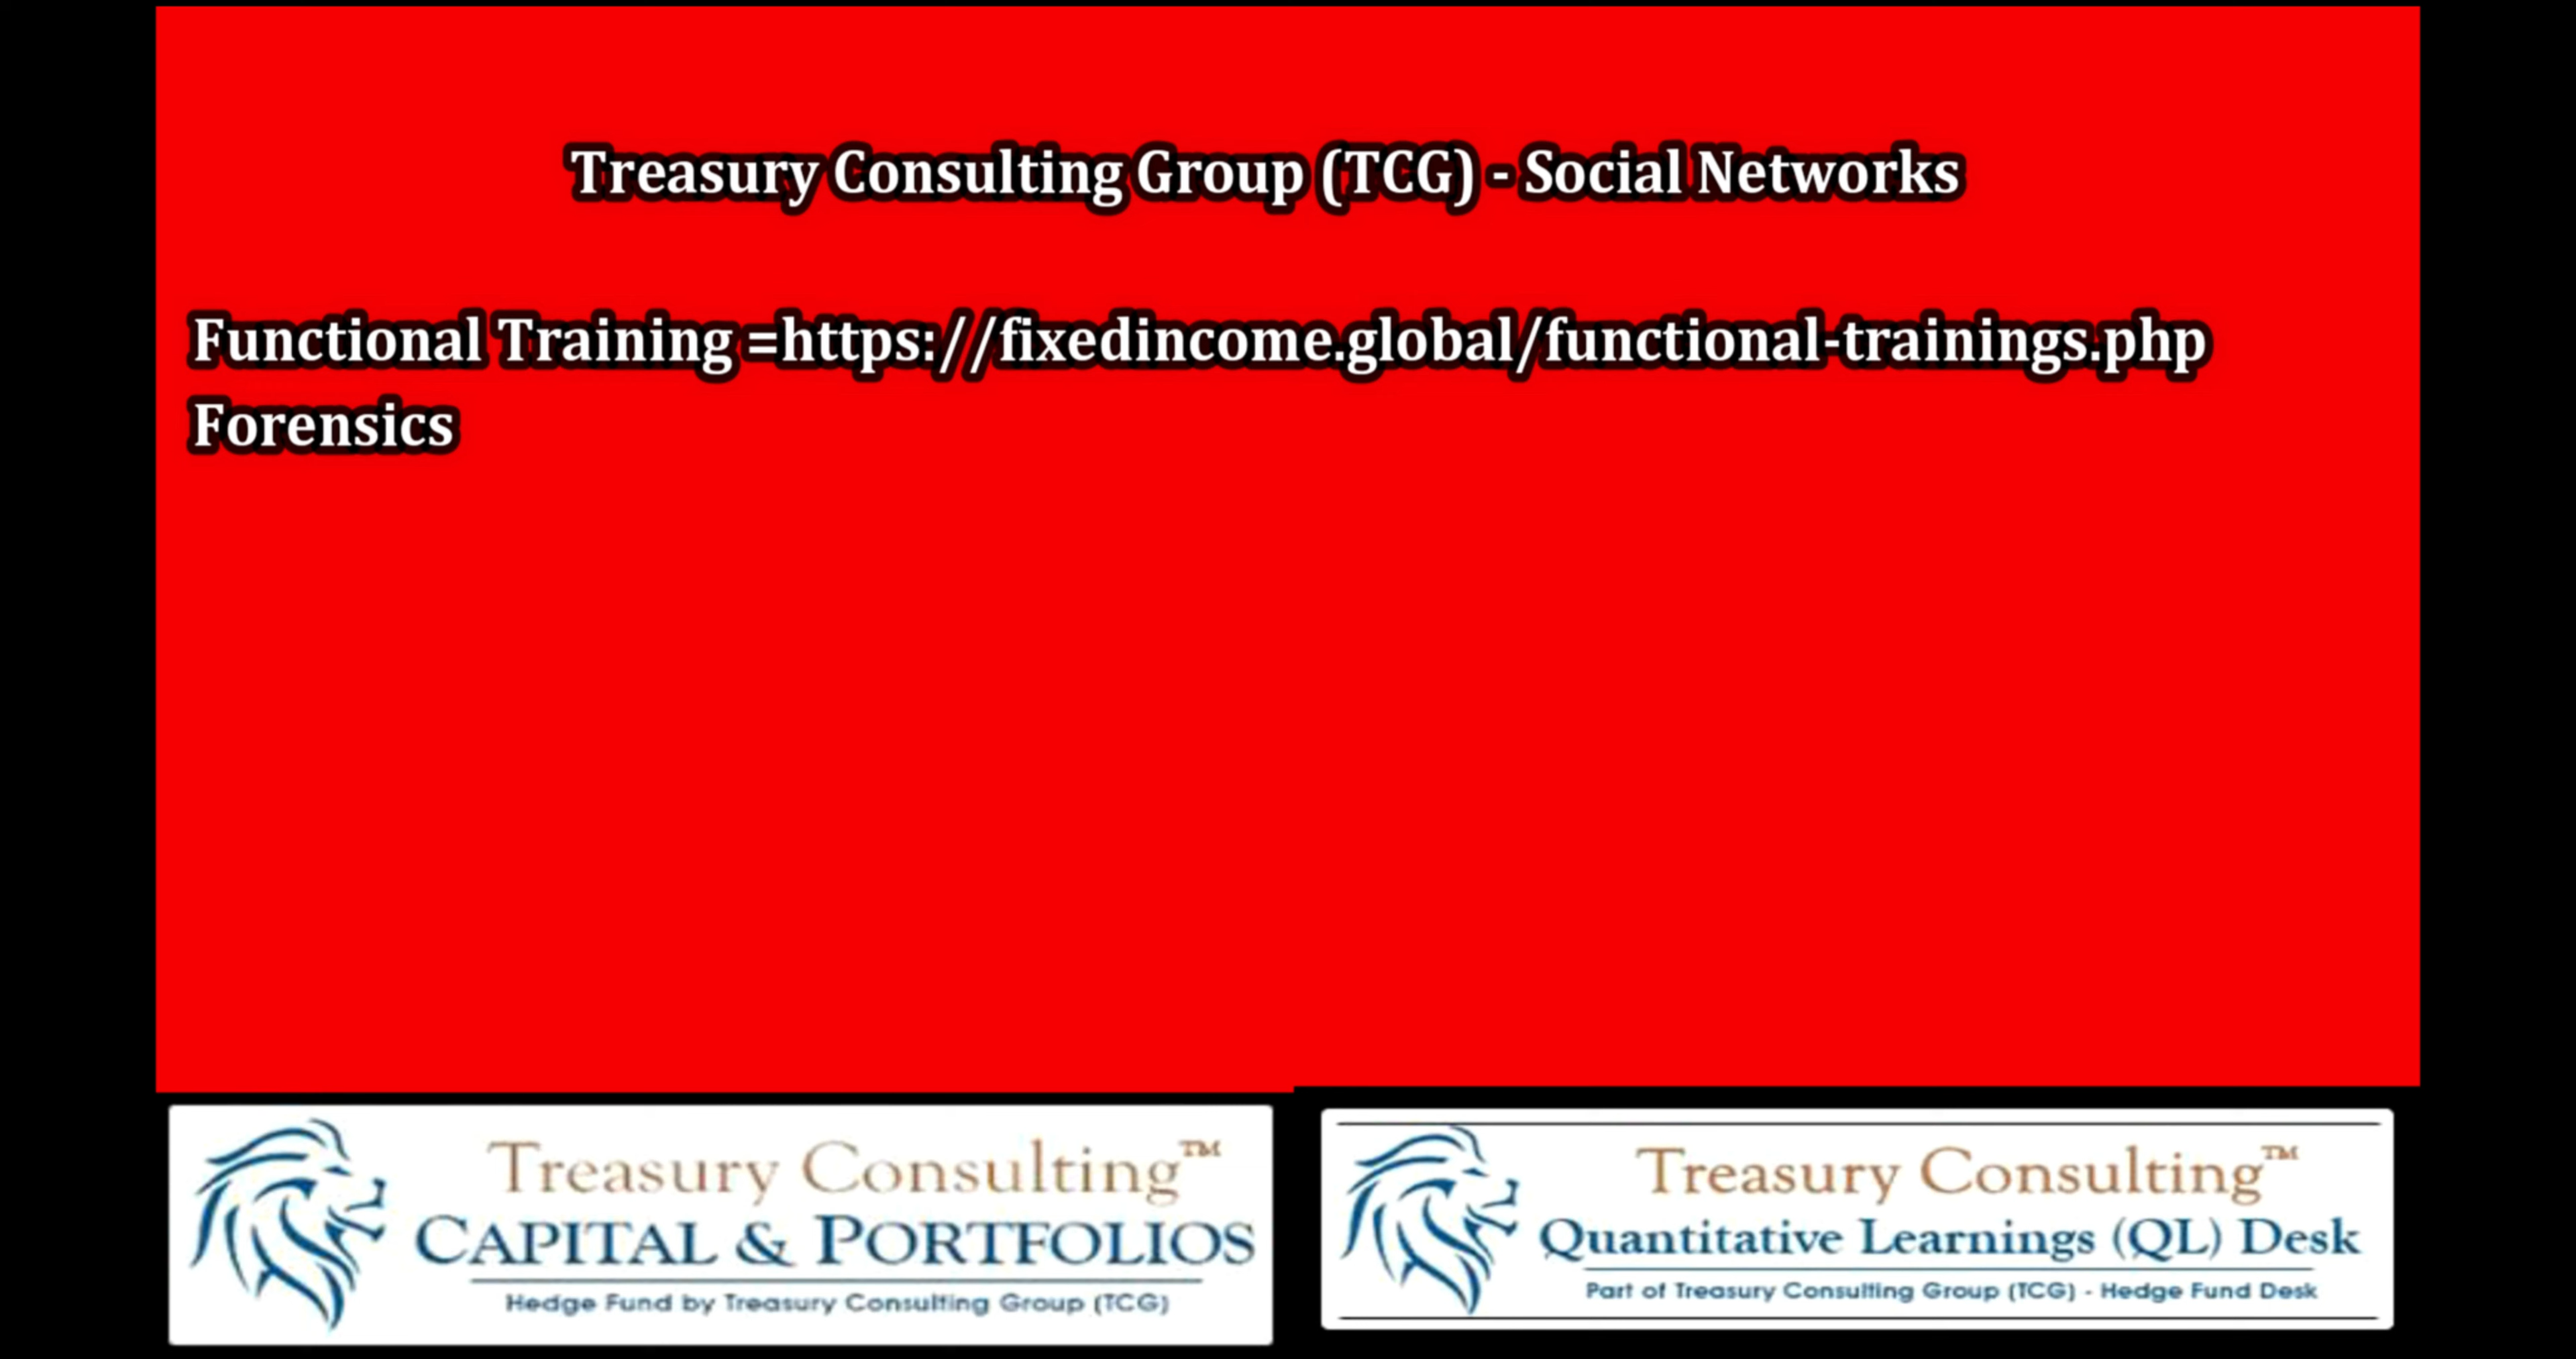 Treasury Consulting Group (TCG) - Social Networks
Functional Training =https://fixedincome.global/functional-trainings.php
Forensics
Treasury Consulting™
CAPITAL & PORTFOLIOS
Hedge Fund by Treasury Consulting Group (TCG)
Treasury Consulting™
Quantitative Learnings (QL) Desk
Part of Treasury Consulting Group (TCG) - Hedge Fund Desk